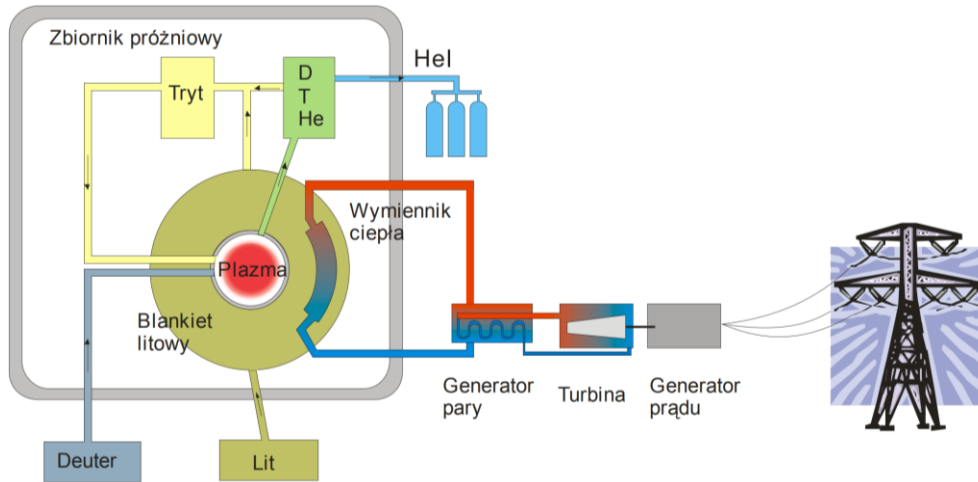 Zbiornik próżniowy
Tryt
D
T
He
Hel
Wymiennik
ciepła
Plazma
Blankiet
litowy
Generator
pary
Turbina
Generator
prądu
Deuter
Lit